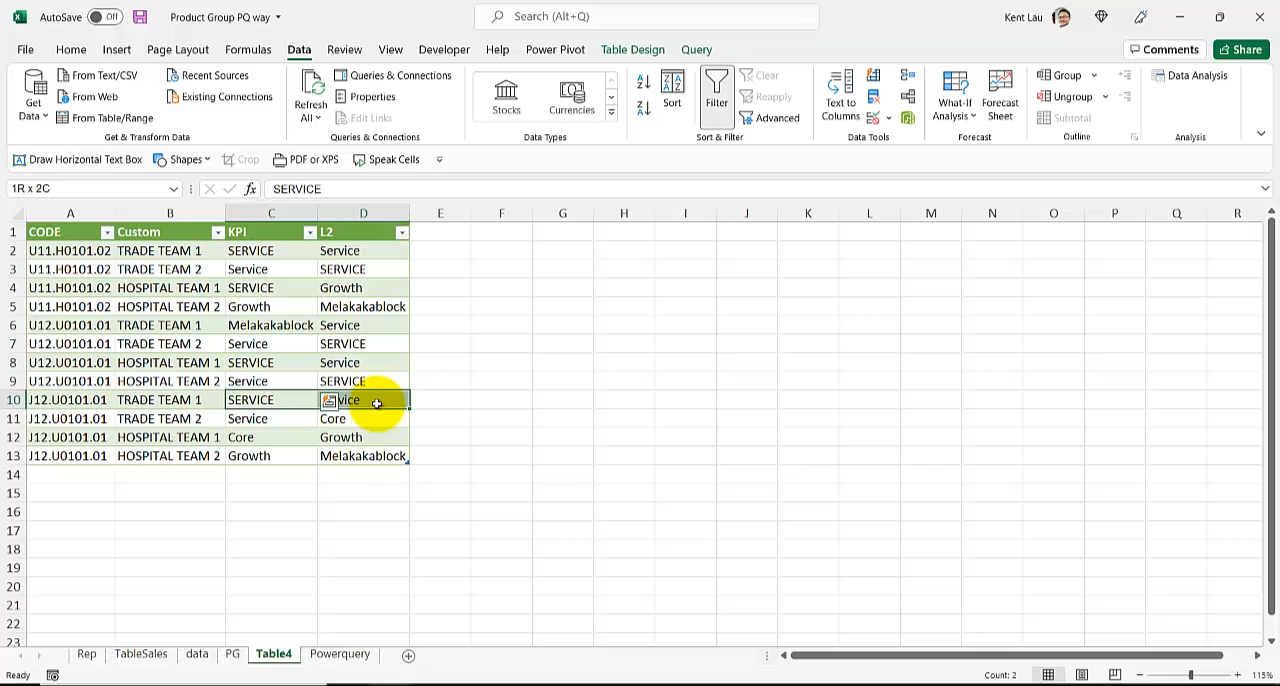 AutoSave Off Product Group PQ way Search (Alt+Q) Kent Lau
File Home Insert Page Layout Formulas Data Review View Developer Help Power Pivot Table Design Query Comments Share
Get Data
From Text/CSV
From Web
From Table/Range
Recent Sources
Existing Connections
Get & Transform Data
Refresh All
Queries & Connections
Properties
Edit Links
Queries & Connections
Stocks Currencies
Data Types
Sort
Filter
Clear
Reapply
Advanced
Sort & Filter
Text to Columns
Data Tools
What-If Analysis
Forecast Sheet
Forecast
Group
Ungroup
Subtotal
Outline
Data Analysis
Analysis
Draw Horizontal Text Box Shapes Crop PDF or XPS Speak Cells
1R x 2C fx SERVICE
A B C D E F G H I J K L M N O P Q R
1 CODE Custom KPI L2
2 U11.H0101.02 TRADE TEAM 1 SERVICE Service
3 U11.H0101.02 TRADE TEAM 2 Service SERVICE
4 U11.H0101.02 HOSPITAL TEAM 1 SERVICE Growth
5 U11.H0101.02 HOSPITAL TEAM 2 Growth Melakakablock
6 U12.U0101.01 TRADE TEAM 1 Melakakablock Service
7 U12.U0101.01 TRADE TEAM 2 Service SERVICE
8 U12.U0101.01 HOSPITAL TEAM 1 SERVICE Service
9 U12.U0101.01 HOSPITAL TEAM 2 Service SERVICE
10 J12.U0101.01 TRADE TEAM 1 SERVICE vice
11 J12.U0101.01 TRADE TEAM 2 Service Core
12 J12.U0101.01 HOSPITAL TEAM 1 Core Growth
13 J12.U0101.01 HOSPITAL TEAM 2 Growth Melakakablock
14
15
16
17
18
19
20
21
22
23
Rep TableSales data PG Table4 Powerquery
Ready Count: 2 115%